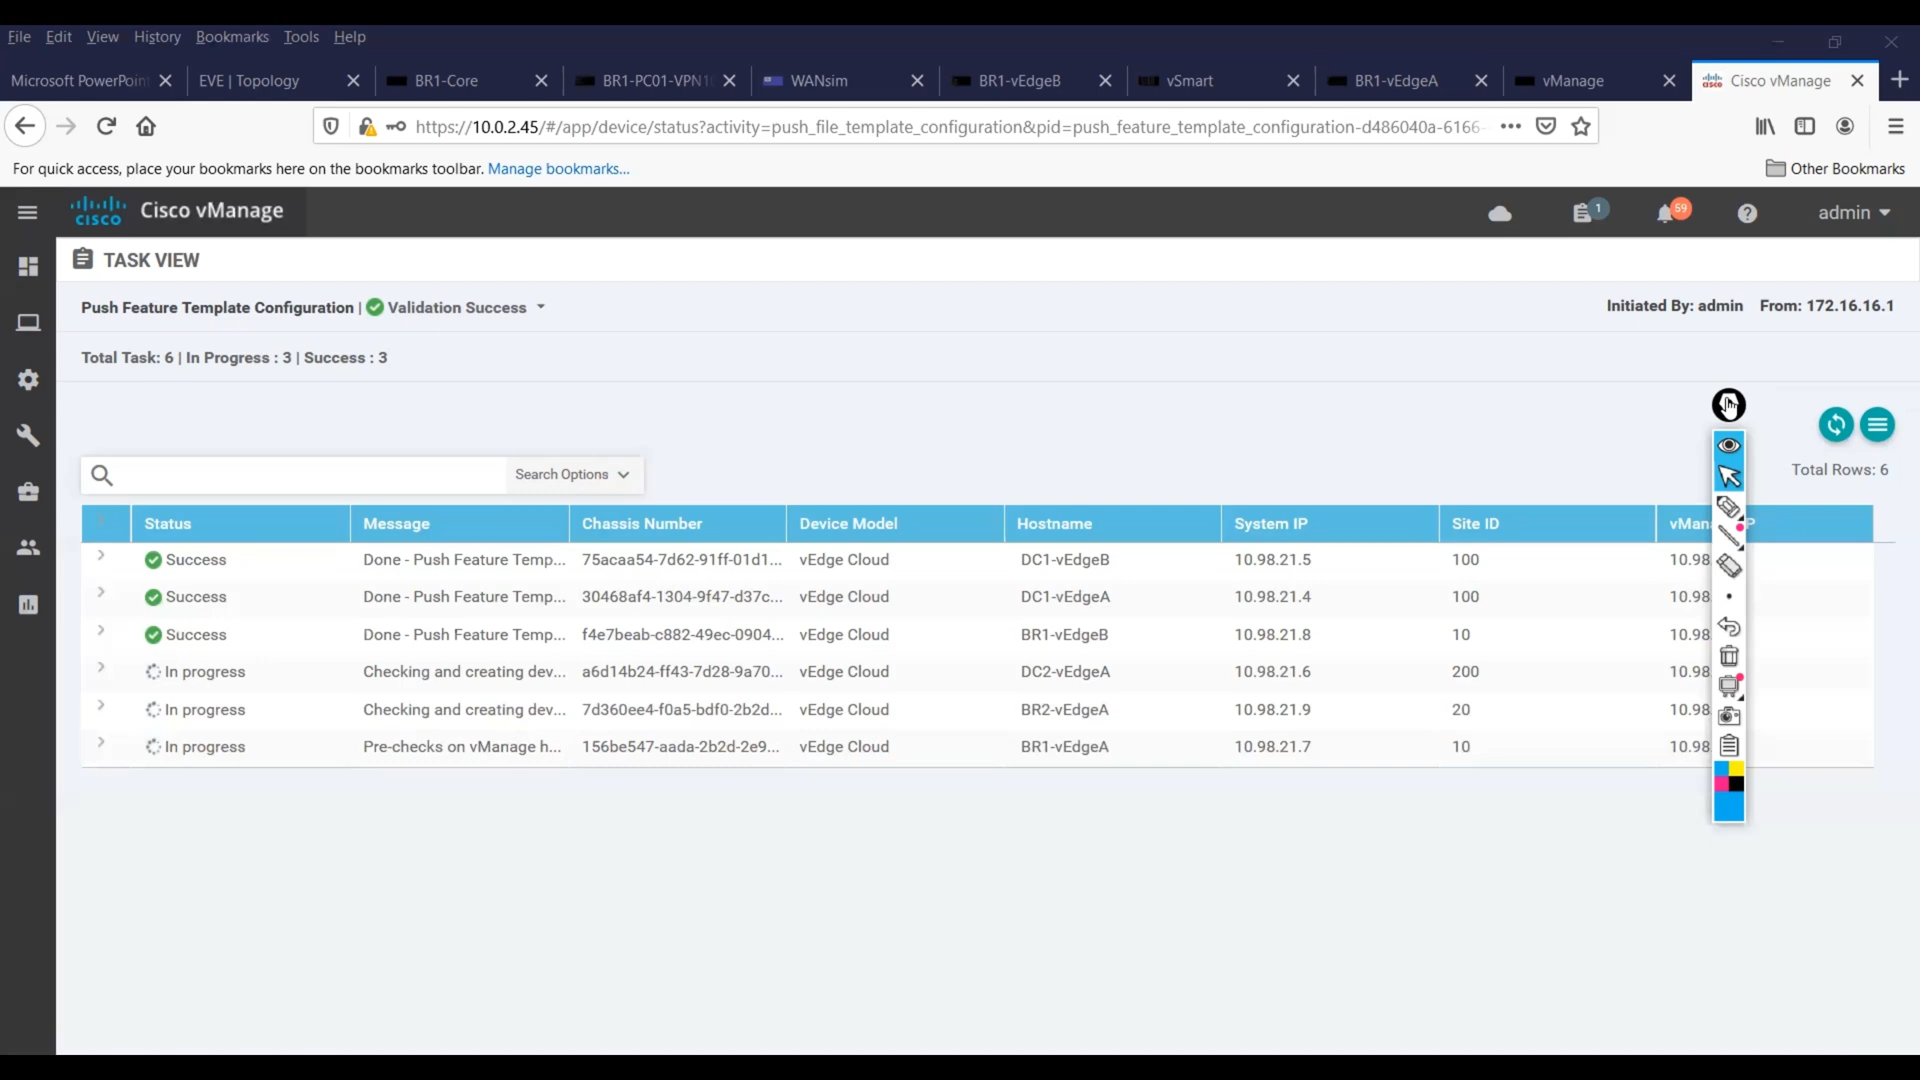 File Edit View History Bookmarks Tools Help
Microsoft PowerPoin EVE | Topology BR1-Core BR1-PC01-VPN1 WANsim BR1-vEdgeB vSmart BR1-vEdgeA vManage Cisco vManage
https://10.0.2.45/#/app/device/status?activity=push_file_template_configuration&pid=push_feature_template_configuration-d486040a-6166-
For quick access, place your bookmarks here on the bookmarks toolbar. Manage bookmarks... Other Bookmarks
CISCO Cisco vManage 1 59 admin
TASK VIEW
Push Feature Template Configuration | Validation Success Initiated By: admin From: 172.16.16.1
Total Task: 6 | In Progress : 3 | Success : 3
Search Options Total Rows: 6
Status Message Chassis Number Device Model Hostname System IP Site ID vMan P
Success Done - Push Feature Temp... 75acaa54-7d62-91ff-01d1... vEdge Cloud DC1-vEdgeB 10.98.21.5 100 10.98
Success Done - Push Feature Temp... 30468af4-1304-9f47-d37c... vEdge Cloud DC1-vEdgeA 10.98.21.4 100 10.98
Success Done - Push Feature Temp... f4e7beab-c882-49ec-0904... vEdge Cloud BR1-vEdgeB 10.98.21.8 10 10.98
In progress Checking and creating dev... a6d14b24-ff43-7d28-9a70... vEdge Cloud DC2-vEdgeA 10.98.21.6 200 10.98
In progress Checking and creating dev... 7d360ee4-f0a5-bdf0-2b2d... vEdge Cloud BR2-vEdgeA 10.98.21.9 20 10.98
In progress Pre-checks on vManage h... 156be547-aada-2b2d-2e9... vEdge Cloud BR1-vEdgeA 10.98.21.7 10 10.98